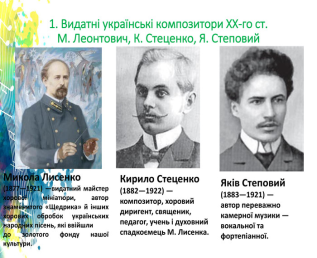 1. Видатні українські композитори XX-го ст.
М. Леонтович, К. Стеценко, Я. Степовий
Микола Лисенко
(1877—1921) —видатний майстер
хорової мініатюри, автор
знаменитого «Щедрика» й інших
хорових обробок українських
народних пісень, які ввійшли
до золотого фонду нашої
культури.
Кирило Стеценко
(1882—1922) —
композитор, хоровий
диригент, священик,
педагог, учень і духовний
спадкоємець М. Лисенка.
Яків Степовий
(1883—1921) —
автор переважно
камерної музики —
вокальної та
фортепіанної.